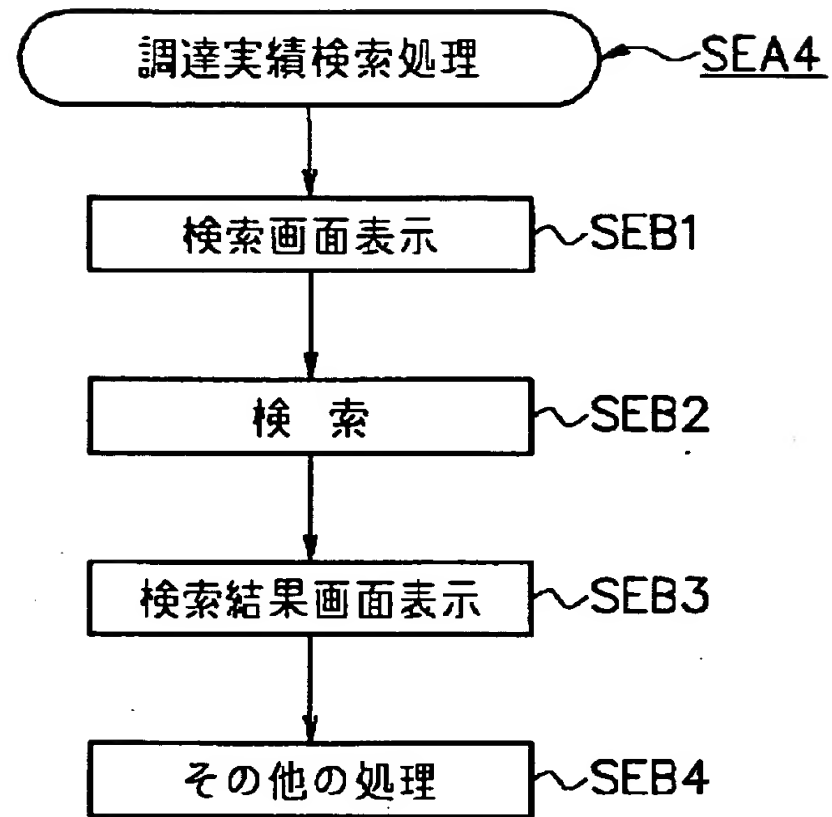 調達実績検索処理 SEA4
検索画面表示 SEB1
検 索 SEB2
検索結果画面表示 SEB3
その他の処理 SEB4